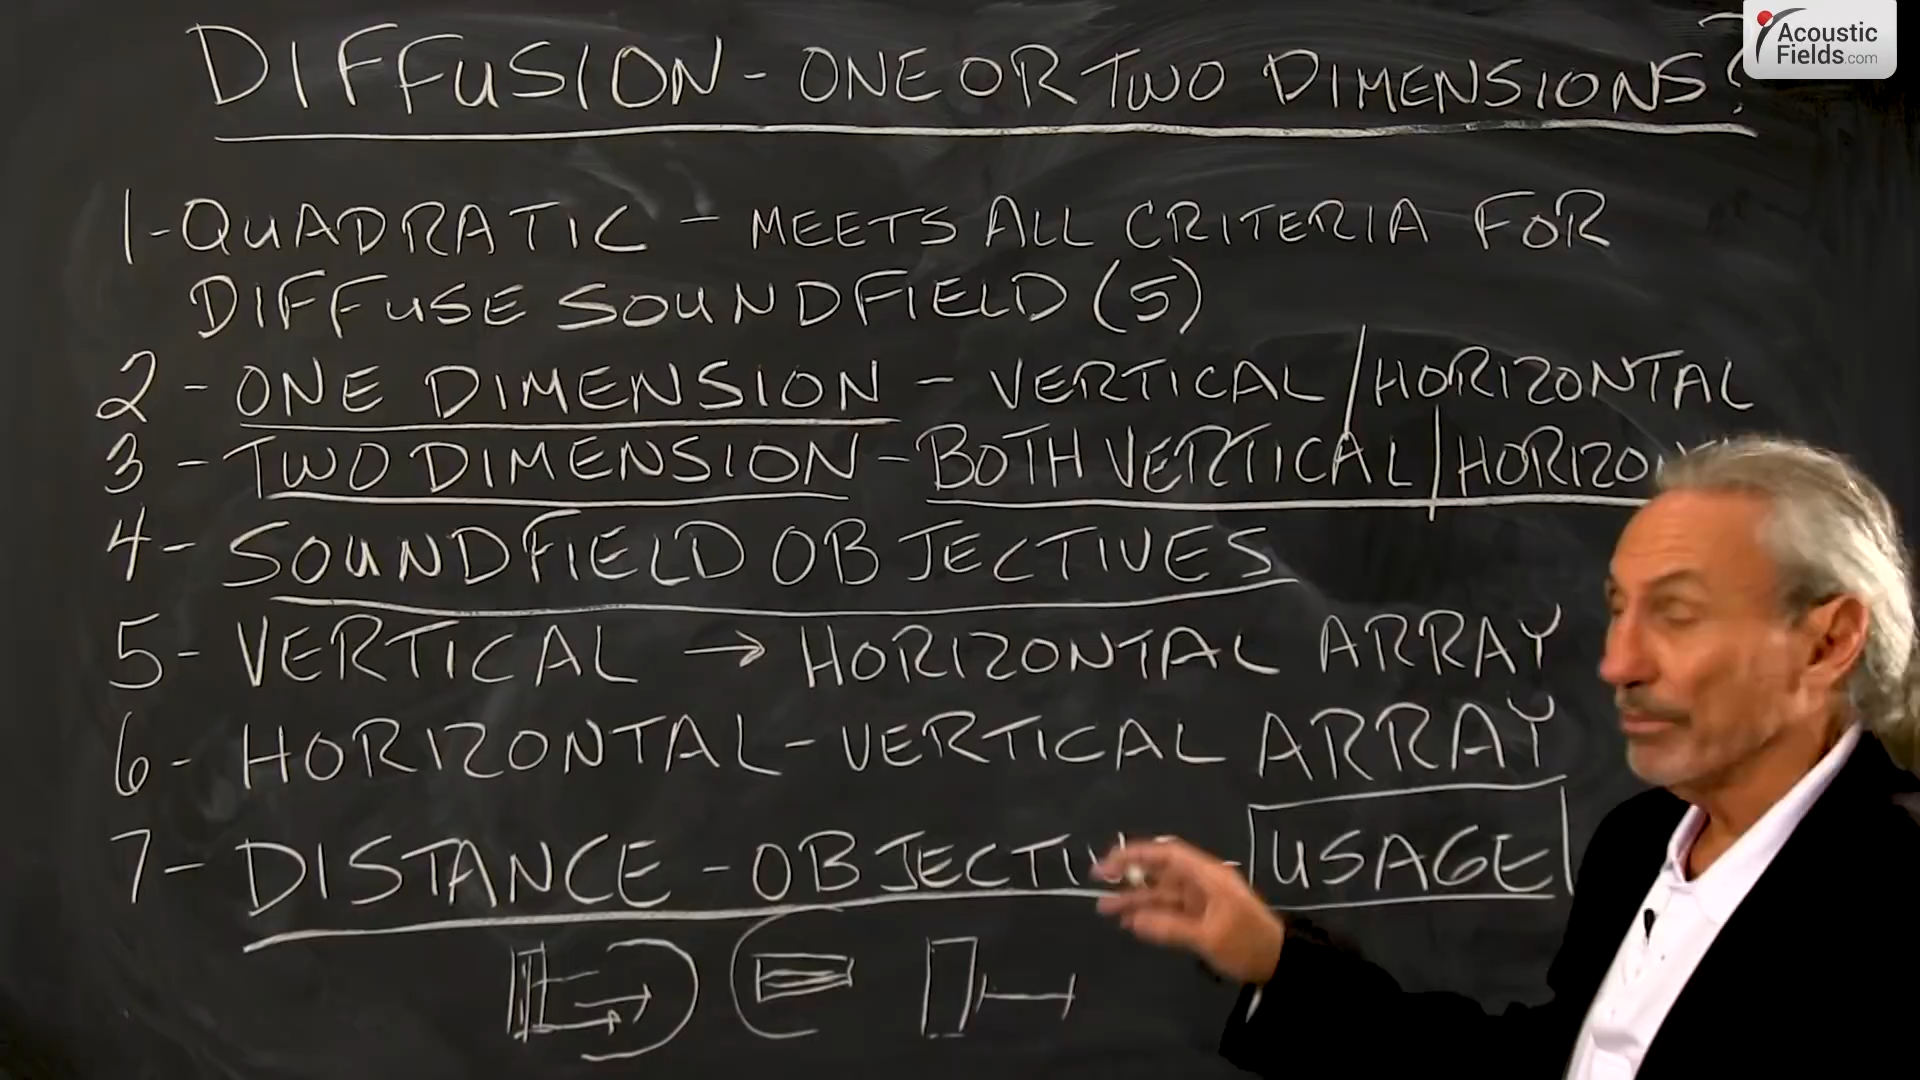 Acoustic
Fields.com
DIFFUSION - ONE OR TWO DIMENSIONS?
1- QUADRATIC - MEETS ALL CRITERIA FOR
DIFFUSE SOUNDFIELD (5)
2 - ONE DIMENSION - VERTICAL/HORIZONTAL
3 - TWO DIMENSION - BOTH VERTICAL/
4 - SOUNDFIELD OBJECTIVES
5- VERTICAL → HORIZONTAL ARRAY
6- HORIZONTAL-VERTICAL ARRAY
7- DISTANCE - USAGE